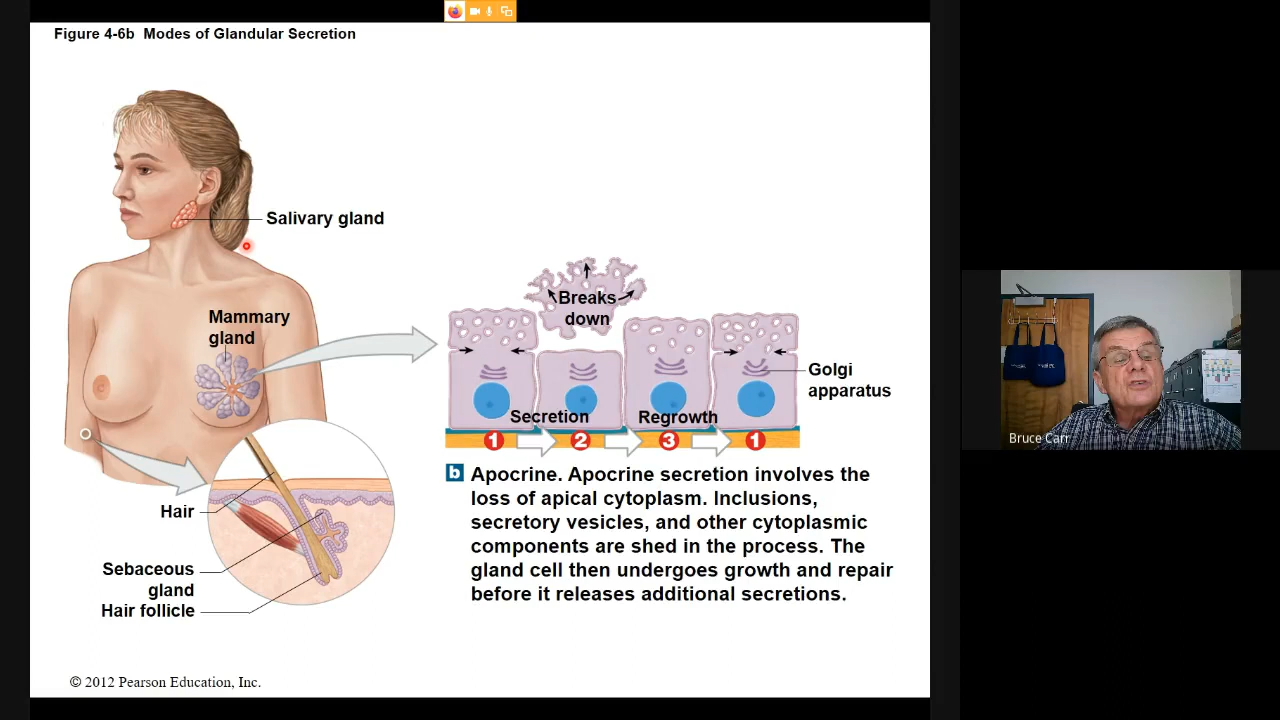 Figure 4-6b Modes of Glandular Secretion
Salivary gland
Mammary
gland
Breaks
down
Golgi
apparatus
Secretion
Regrowth
1
2
3
1
b Apocrine. Apocrine secretion involves the
loss of apical cytoplasm. Inclusions,
secretory vesicles, and other cytoplasmic
components are shed in the process. The
gland cell then undergoes growth and repair
before it releases additional secretions.
Hair
Sebaceous
gland
Hair follicle
© 2012 Pearson Education, Inc.
Bruce Carr